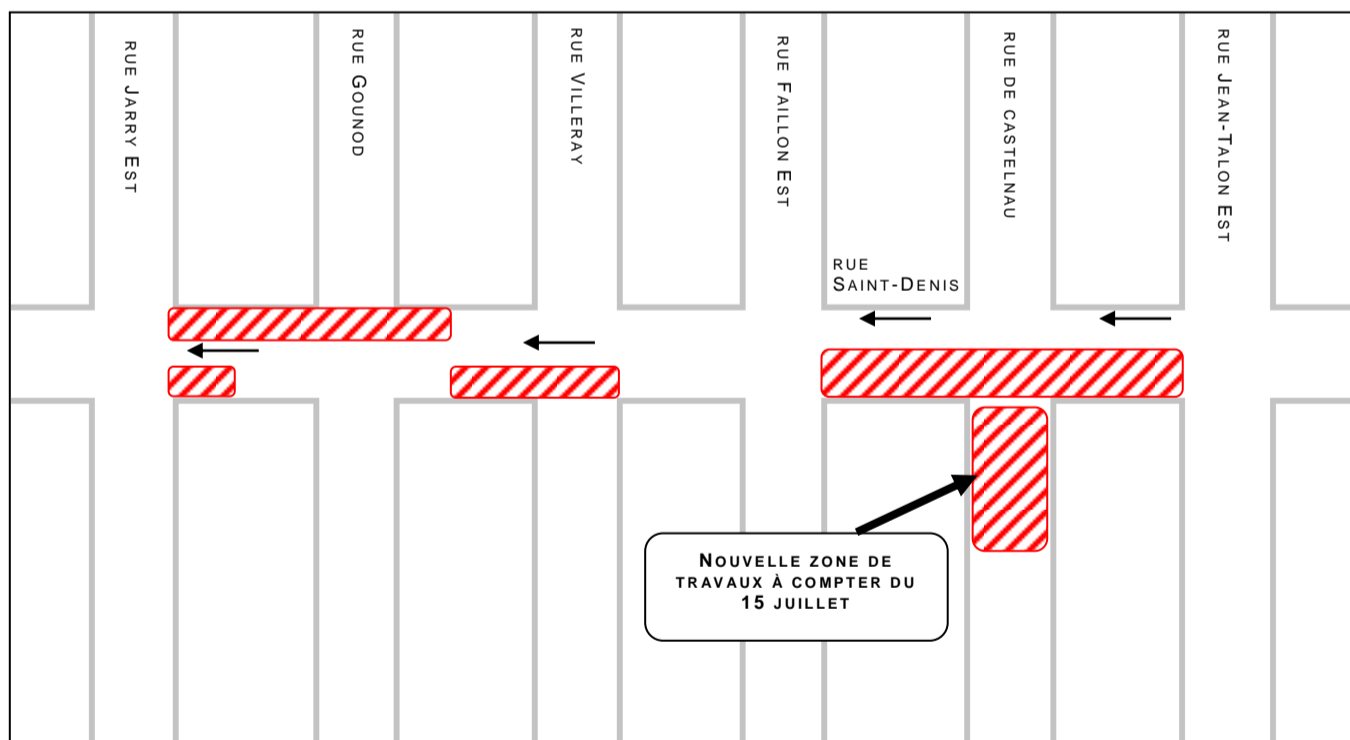 RUE JARRY EST
RUE GOUNOD
RUE VILLERAY
RUE FAILLON EST
RUE DE CASTELNAU
RUE JEAN-TALON EST
RUE
SAINT-DENIS
NOUVELLE ZONE DE
TRAVAUX À COMPTER DU
15 JUILLET